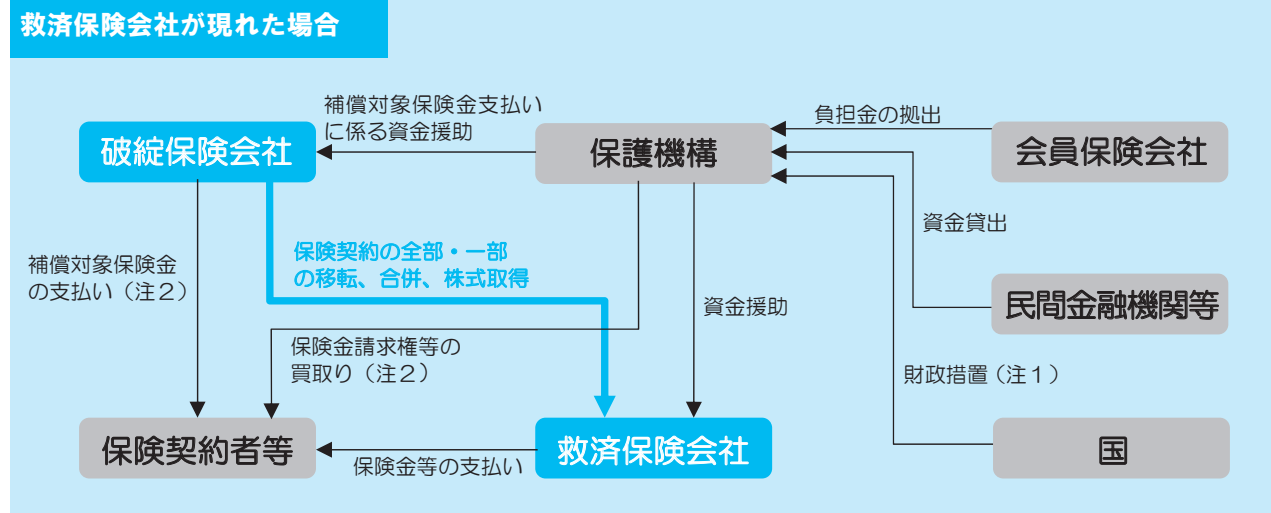 救済保険会社が現れた場合
補償対象保険金支払い
に係る資金援助
破綻保険会社
保護機構
負担金の拠出
会員保険会社
資金貸出
保険契約の全部・一部
の移転、合併、株式取得
補償対象保険金
の支払い（注２）
資金援助
民間金融機関等
保険金請求権等の
買取り（注２）
財政措置（注１）
保険契約者等
保険金等の支払い
救済保険会社
国